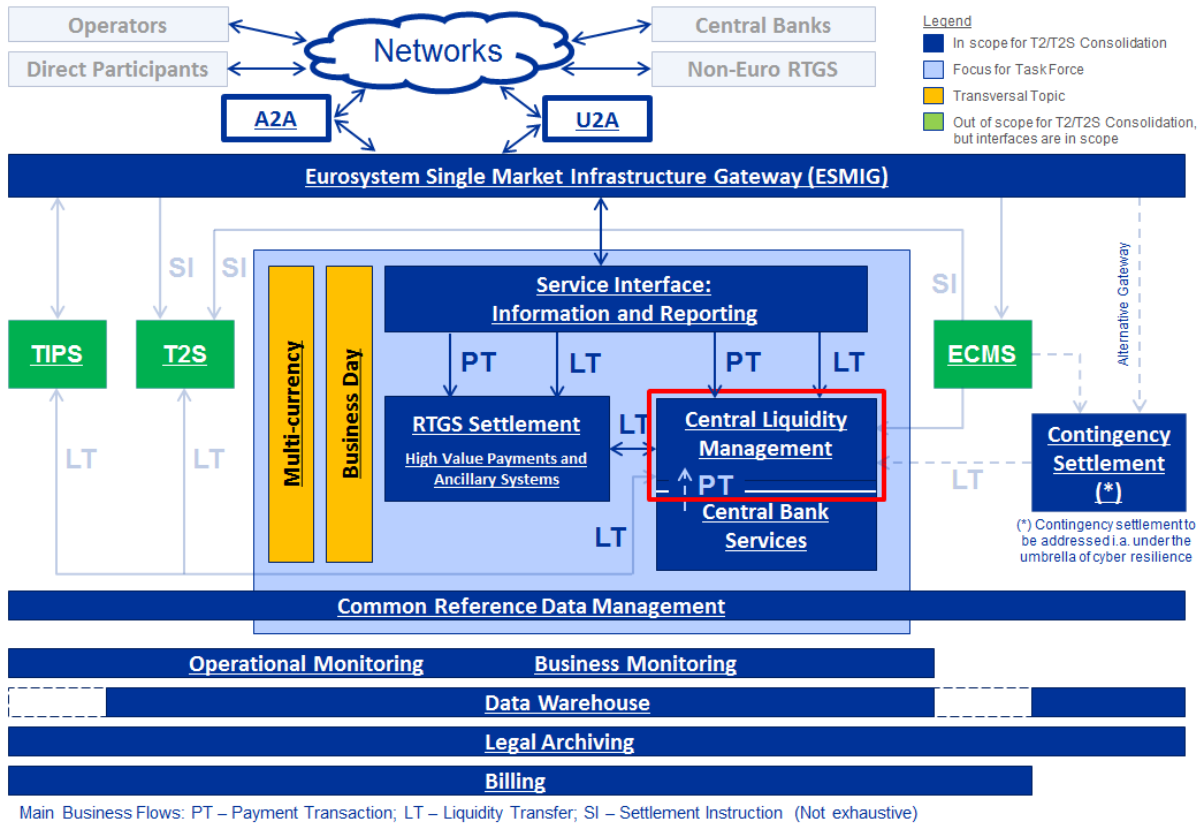 Operators
Direct Participants
Networks
Central Banks
Non-Euro RTGS
Legend
In scope for T2/T2S Consolidation
Focus for Task Force
Transversal Topic
Out of scope for T2/T2S Consolidation,
but interfaces are in scope
A2A
U2A
Eurosystem Single Market Infrastructure Gateway (ESMIG)
SI
SI
SI
Alternative Gateway
Multi-currency
Business Day
Service Interface:
Information and Reporting
PT
LT
PT
LT
TIPS
T2S
ECMS
RTGS Settlement
High Value Payments and
Ancillary Systems
LT
Central Liquidity
Management
PT
Central Bank
Services
Contingency
Settlement
(*)
LT
LT
LT
LT
(*) Contingency settlement to
be addressed i.a. under the
umbrella of cyber resilience
Common Reference Data Management
Operational Monitoring
Business Monitoring
Data Warehouse
Legal Archiving
Billing
Main Business Flows: PT – Payment Transaction; LT – Liquidity Transfer; SI – Settlement Instruction (Not exhaustive)